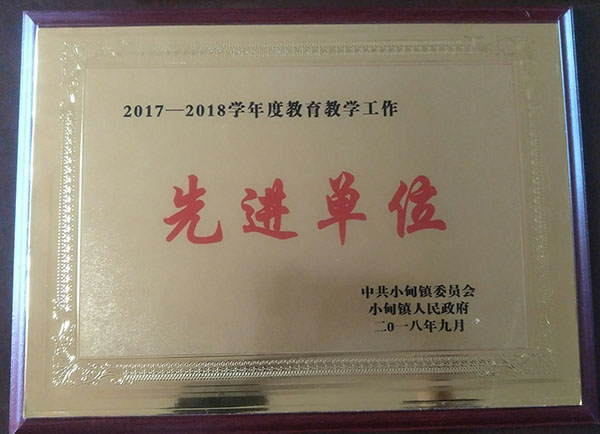 2017—2018学年度教育教学工作
先进单位
中共小甸镇委员会
小甸镇人民政府
二0一八年九月